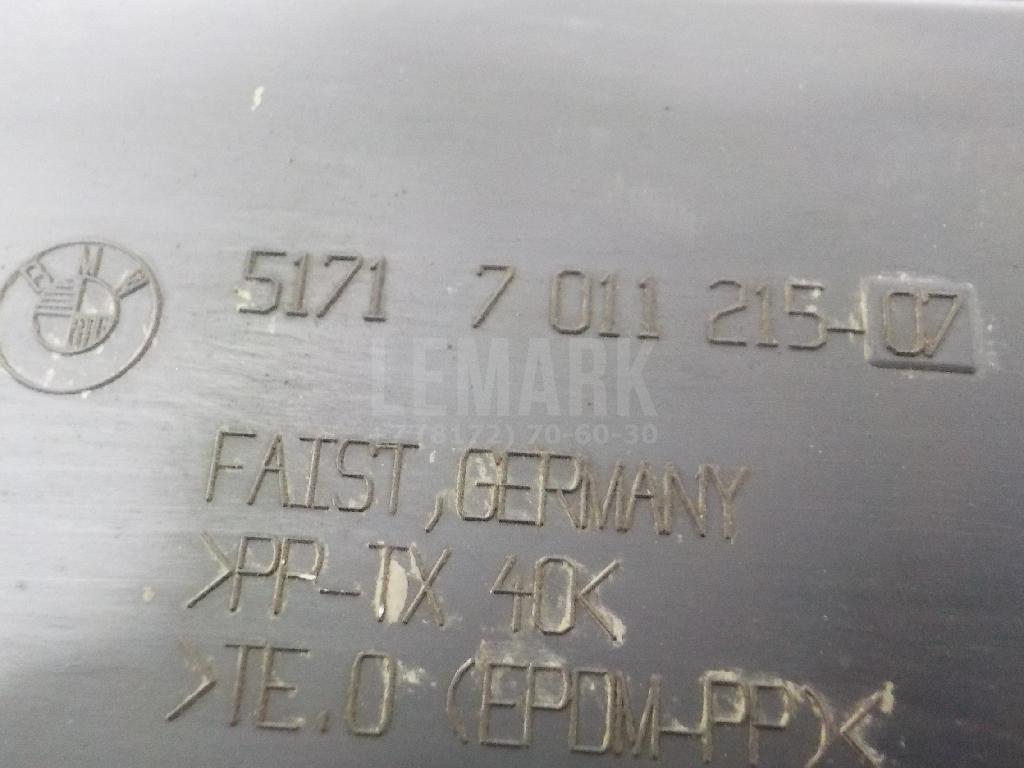 BMW
5171 7 011 215-07
LEMARK
+7 (8172) 70-60-30
FAIST, GERMANY
>PP-TX 40<
>TE.0 (EPDM-PP)<